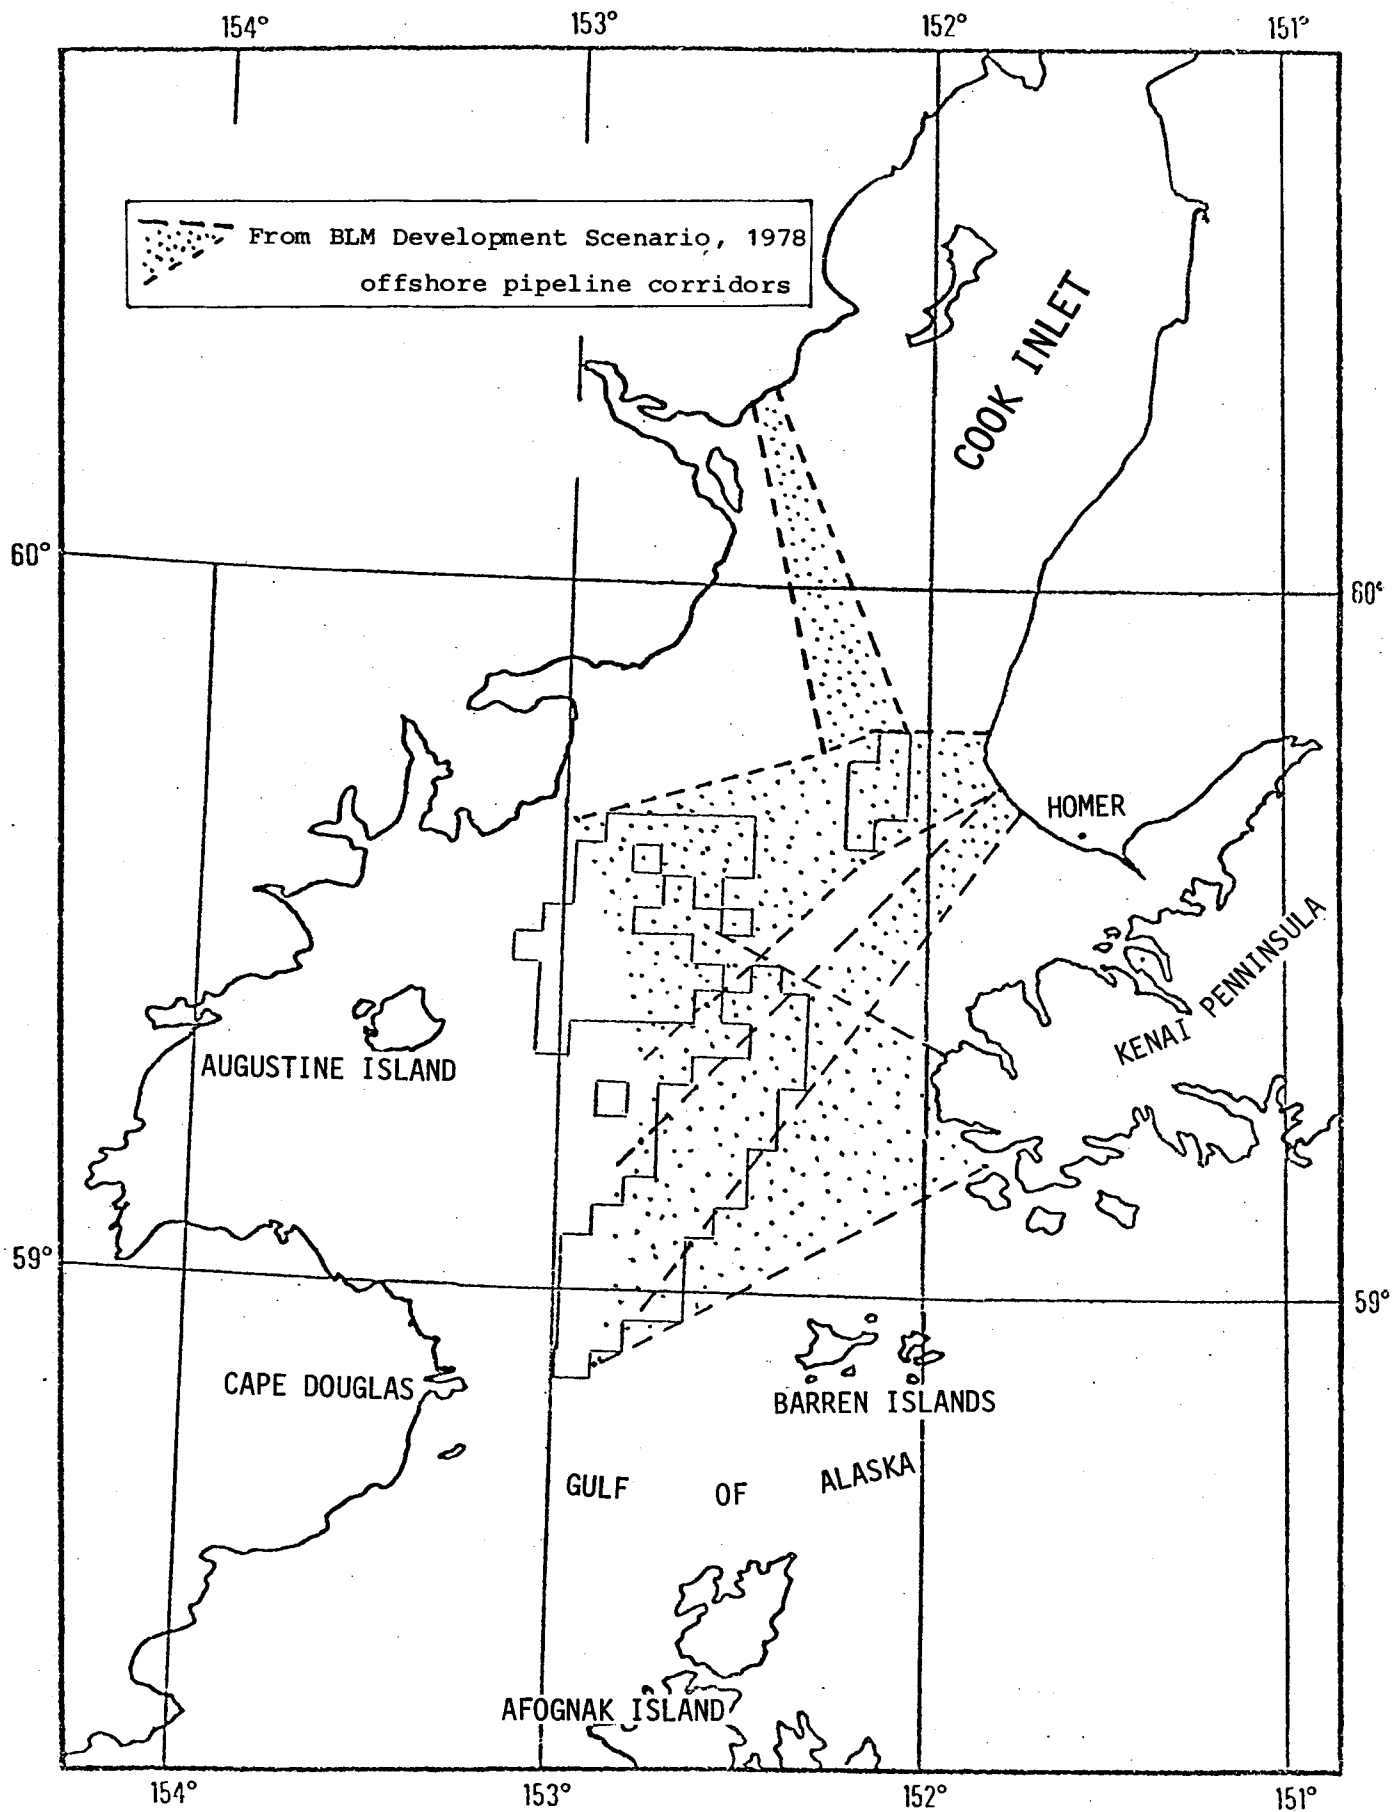 154° 153° 152° 151°
From BLM Development Scenario, 1978
offshore pipeline corridors
COOK INLET
60° 60°
HOMER
KENAI PENNINSULA
AUGUSTINE ISLAND
59° 59°
CAPE DOUGLAS
BARREN ISLANDS
GULF OF ALASKA
AFOGNAK ISLAND
154° 153° 152° 151°